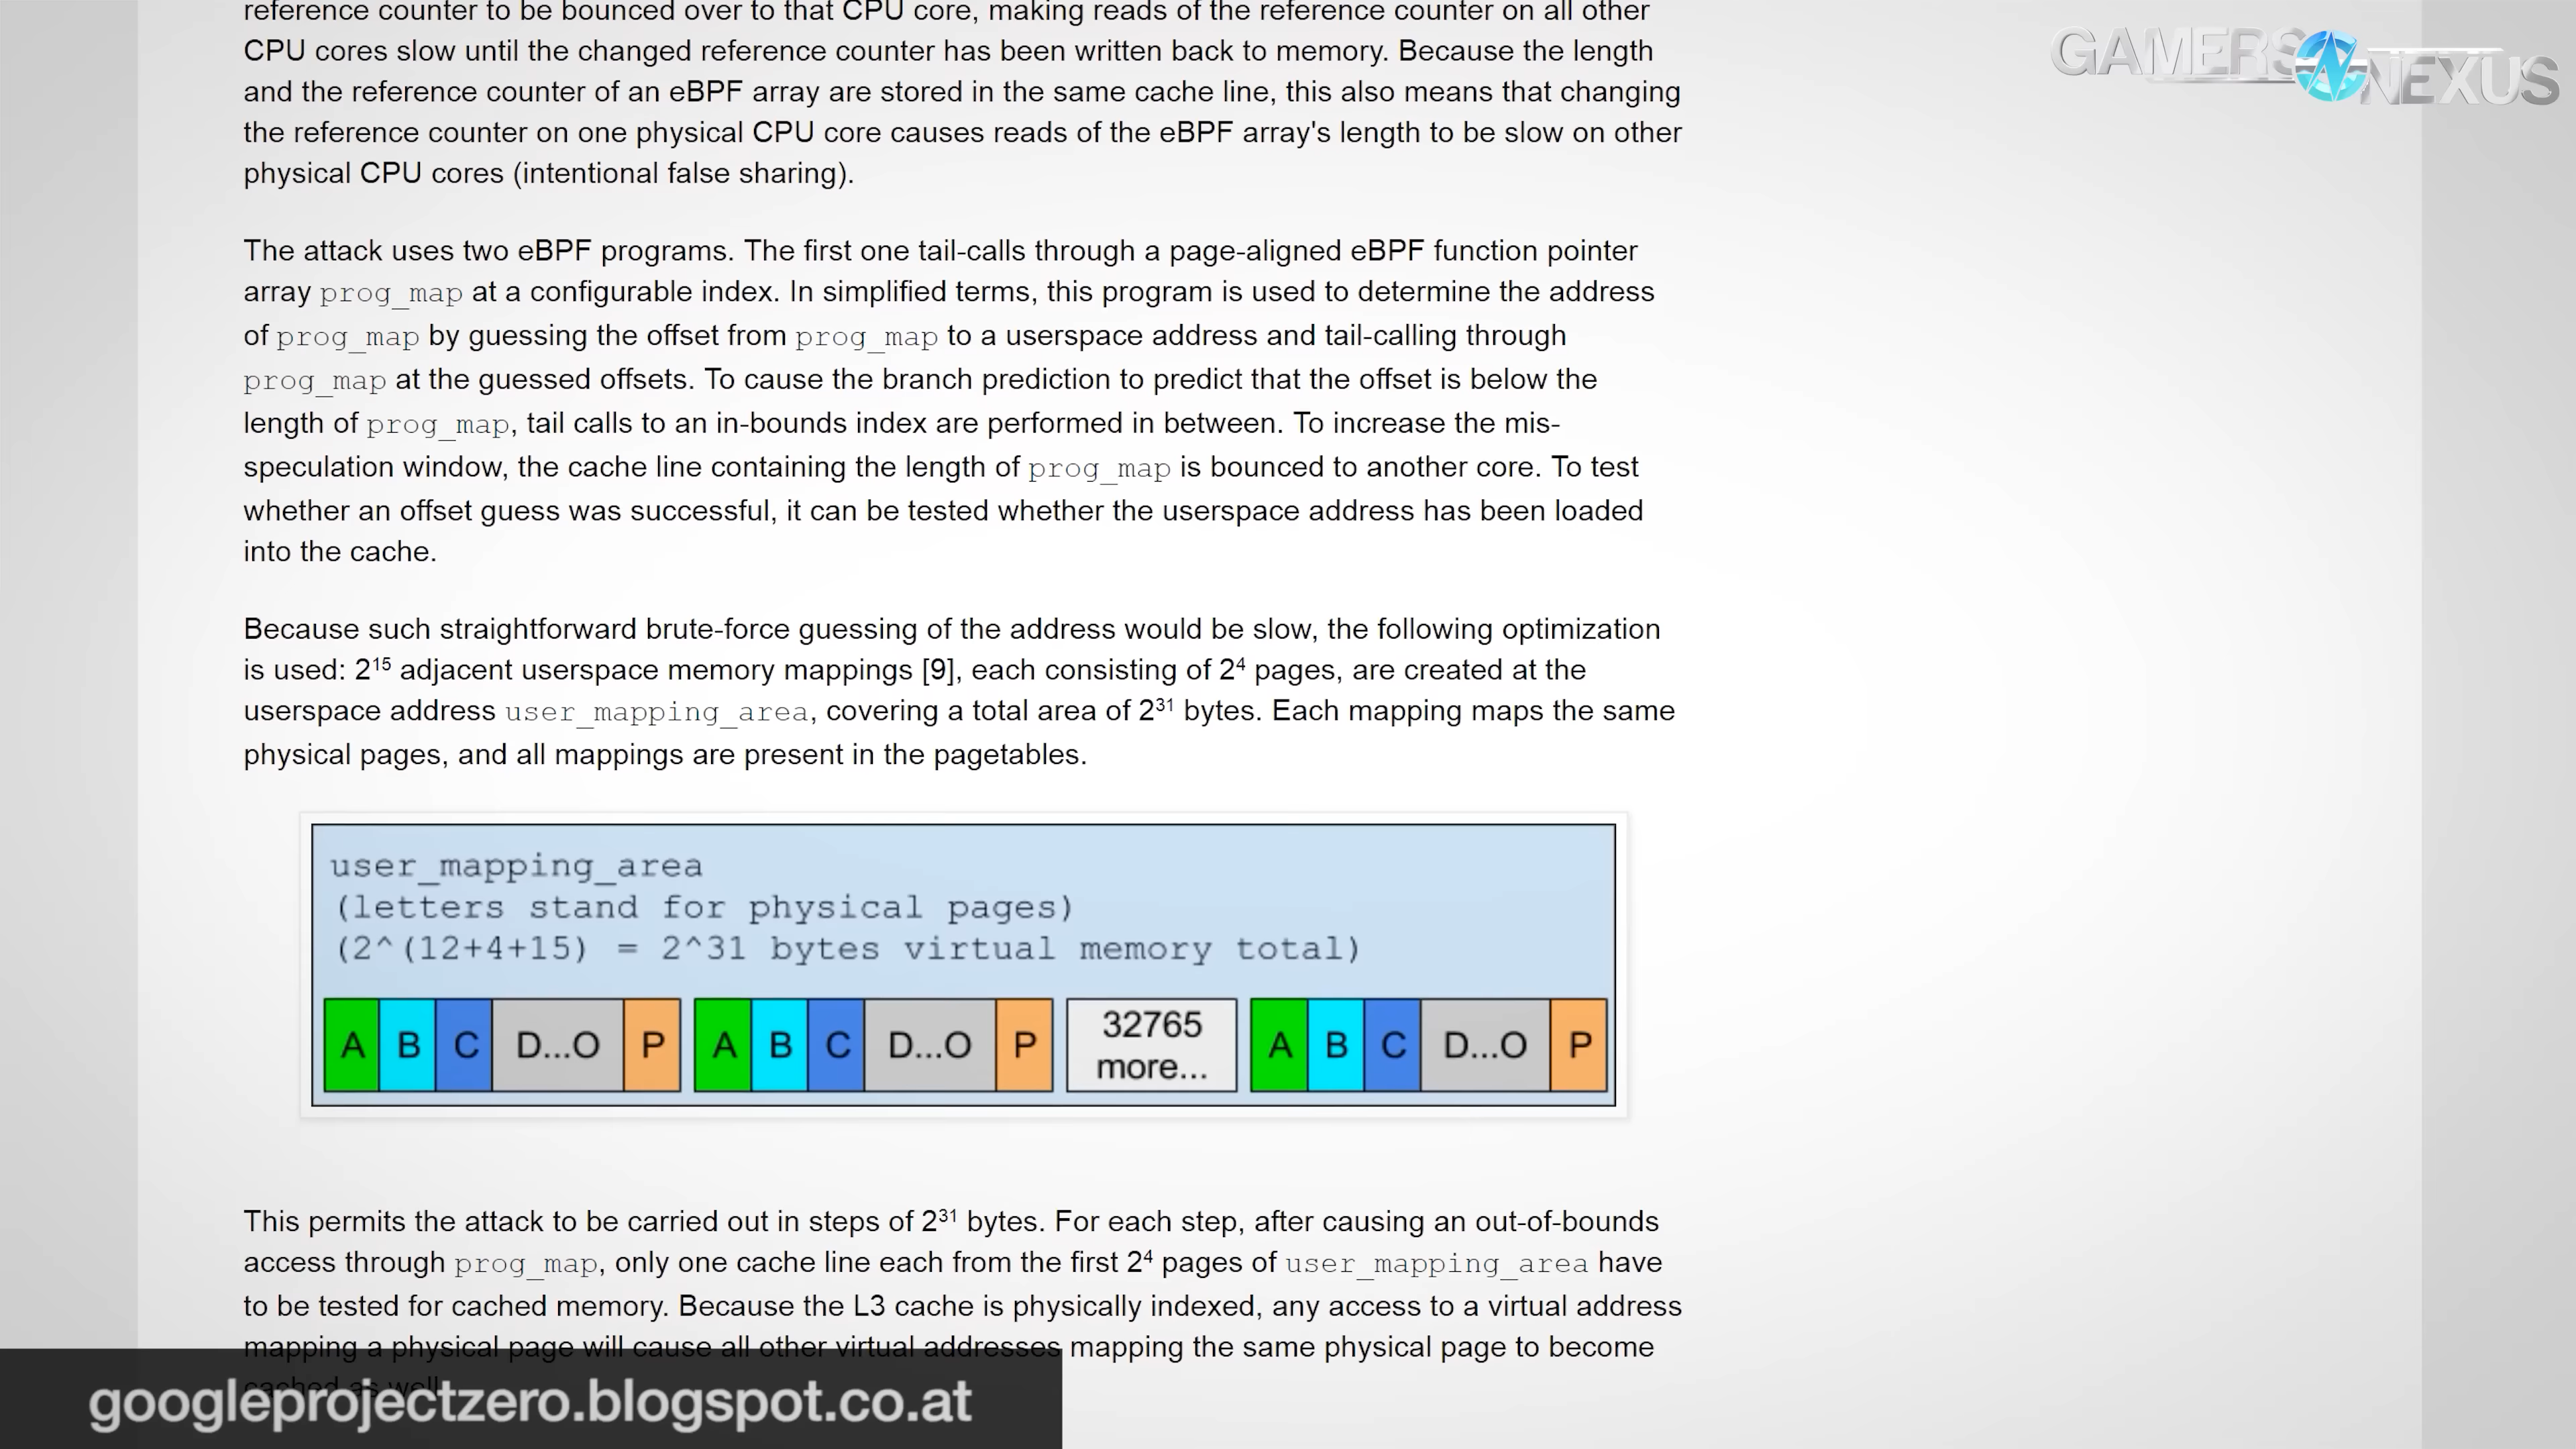 reference counter to be bounced over to that CPU core, making reads of the reference counter on all other
CPU cores slow until the changed reference counter has been written back to memory. Because the length
and the reference counter of an eBPF array are stored in the same cache line, this also means that changing
the reference counter on one physical CPU core causes reads of the eBPF array's length to be slow on other
physical CPU cores (intentional false sharing).
GAMERS NEXUS
The attack uses two eBPF programs. The first one tail-calls through a page-aligned eBPF function pointer
array prog_map at a configurable index. In simplified terms, this program is used to determine the address
of prog_map by guessing the offset from prog_map to a userspace address and tail-calling through
prog_map at the guessed offsets. To cause the branch prediction to predict that the offset is below the
length of prog_map, tail calls to an in-bounds index are performed in between. To increase the mis-
speculation window, the cache line containing the length of prog_map is bounced to another core. To test
whether an offset guess was successful, it can be tested whether the userspace address has been loaded
into the cache.
Because such straightforward brute-force guessing of the address would be slow, the following optimization
is used: 2¹⁵ adjacent userspace memory mappings [9], each consisting of 2⁴ pages, are created at the
userspace address user_mapping_area, covering a total area of 2³¹ bytes. Each mapping maps the same
physical pages, and all mappings are present in the pagetables.
user_mapping_area
(letters stand for physical pages)
(2^(12+4+15) = 2^31 bytes virtual memory total)
A B C D...O P A B C D...O P 32765 more... A B C D...O P
This permits the attack to be carried out in steps of 2³¹ bytes. For each step, after causing an out-of-bounds
access through prog_map, only one cache line each from the first 2⁴ pages of user_mapping_area have
to be tested for cached memory. Because the L3 cache is physically indexed, any access to a virtual address
mapping a physical page will cause all other virtual addresses mapping the same physical page to become
cached as well.
googleprojectzero.blogspot.co.at